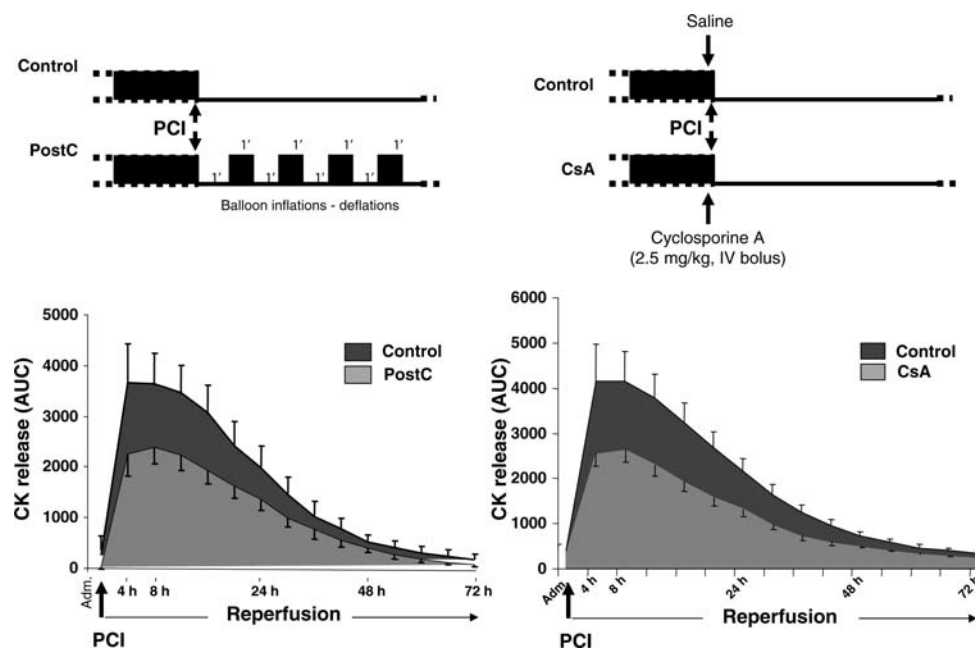 Control
PCI
PostC
1' 1' 1' 1'
1' 1' 1' 1'
Balloon inflations - deflations
Saline
Control
PCI
CsA
Cyclosporine A
(2.5 mg/kg, IV bolus)
CK release (AUC)
5000
4000
3000
2000
1000
0
Control
PostC
Adm.
4 h 8 h 24 h 48 h 72 h
Reperfusion
PCI
CK release (AUC)
6000
5000
4000
3000
2000
1000
0
Control
CsA
Adm.
4 h 8 h 24 h 48 h 72 h
Reperfusion
PCI